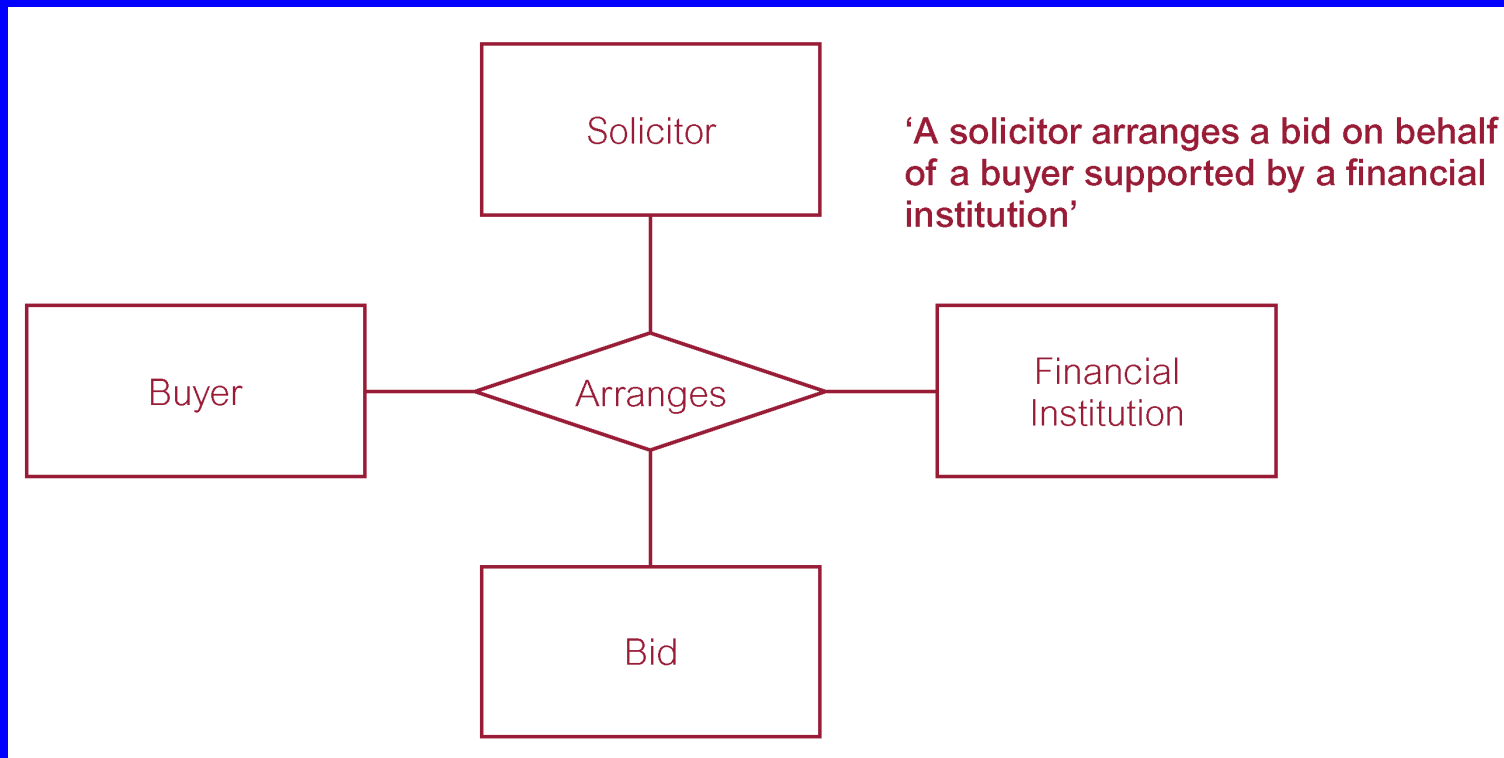 Solicitor
‘A solicitor arranges a bid on behalf
of a buyer supported by a financial
institution’
Buyer
Arranges
Financial
Institution
Bid